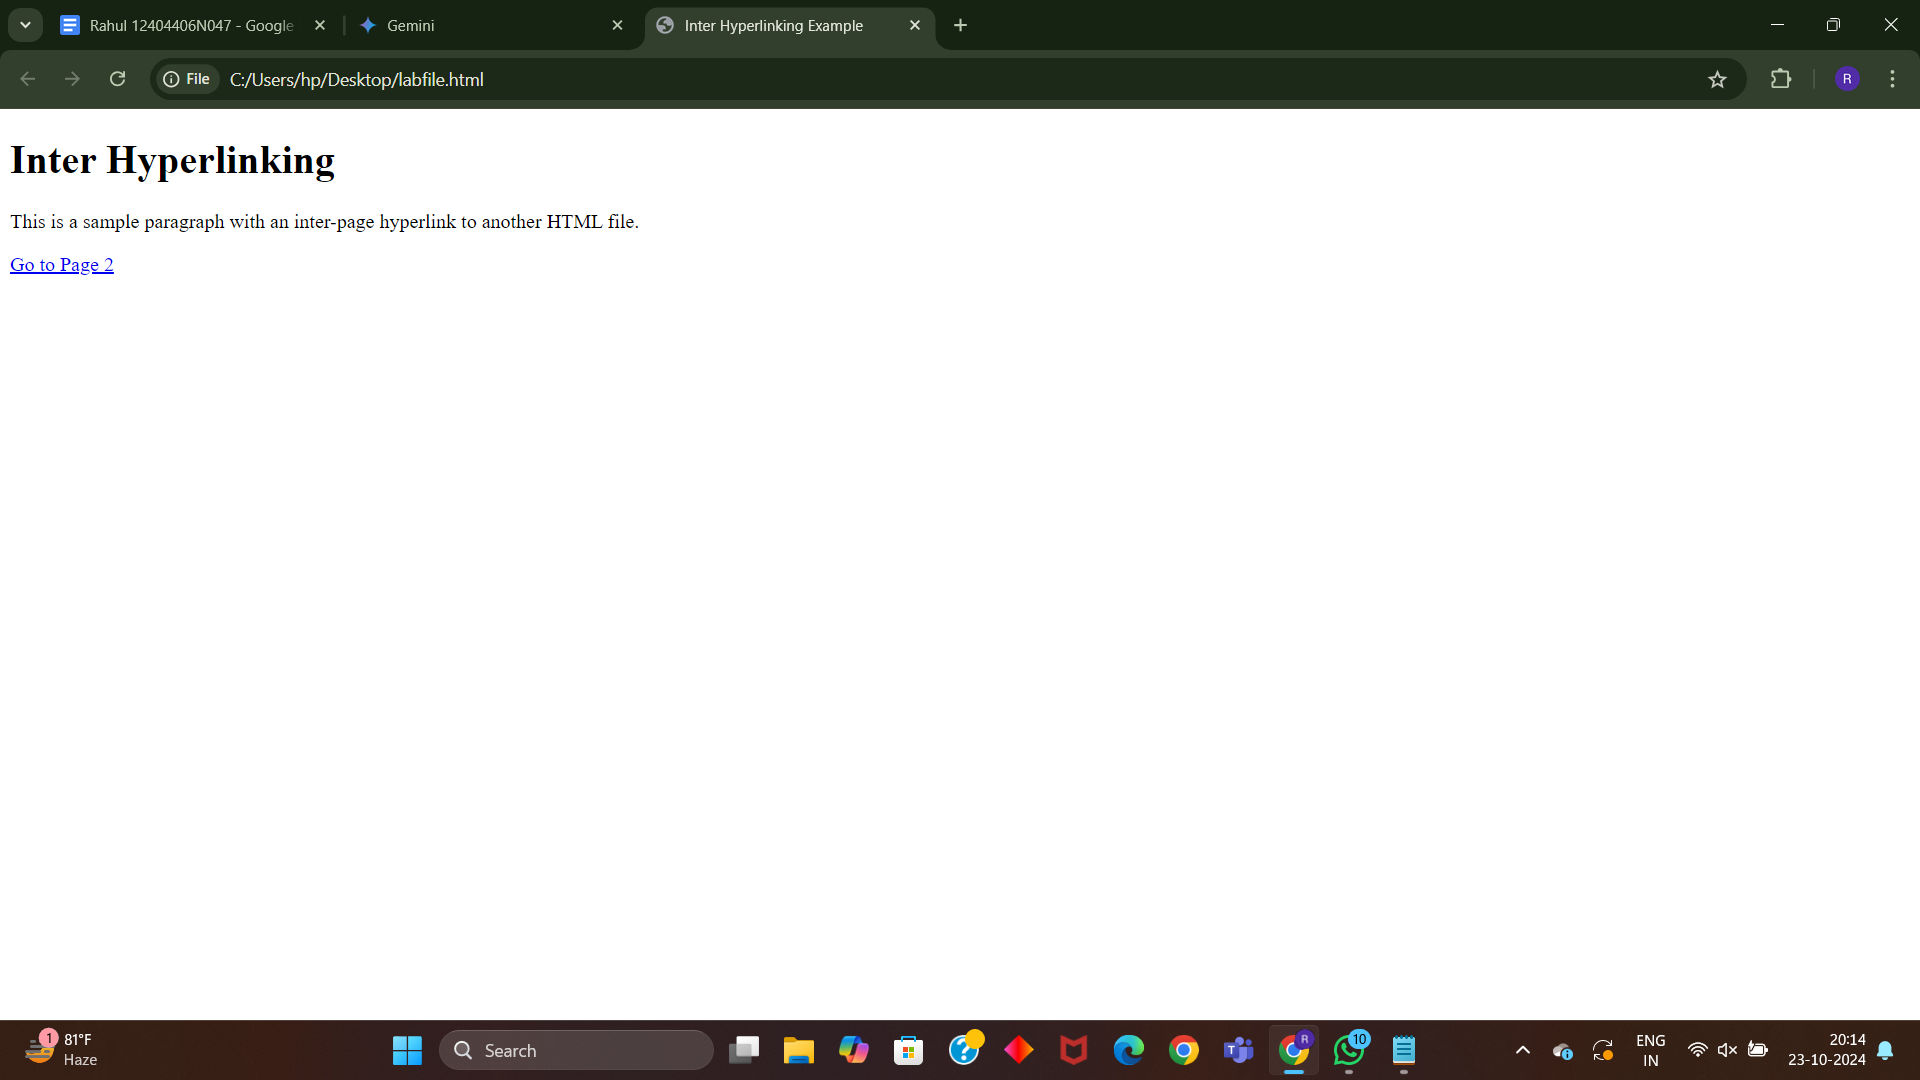 Rahul 12404406N047 - Google
Gemini
Inter Hyperlinking Example
File
C:/Users/hp/Desktop/labfile.html
R
Inter Hyperlinking
This is a sample paragraph with an inter-page hyperlink to another HTML file.
Go to Page 2
1
81°F
Haze
Search
T
R
10
ENG
IN
20:14
23-10-2024